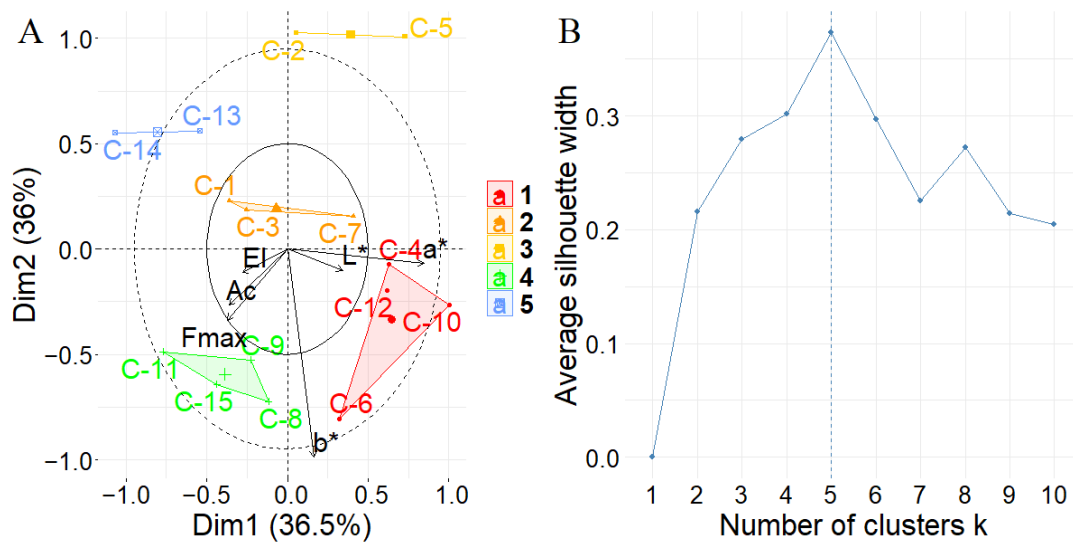 A
Dim2 (36%)
1.0
0.5
0.0
−0.5
−1.0
−1.0
−0.5
0.0
0.5
1.0
Dim1 (36.5%)
C-2
C-5
C-13
C-14
C-1
C-3
C-7
El
L*
C-4
a*
Ac
C-12
C-10
Fmax
C-9
C-11
C-15
C-8
C-6
b*
a 1
a 2
a 3
a 4
a 5
B
Average silhouette width
0.3
0.2
0.1
0.0
1 2 3 4 5 6 7 8 9 10
Number of clusters k